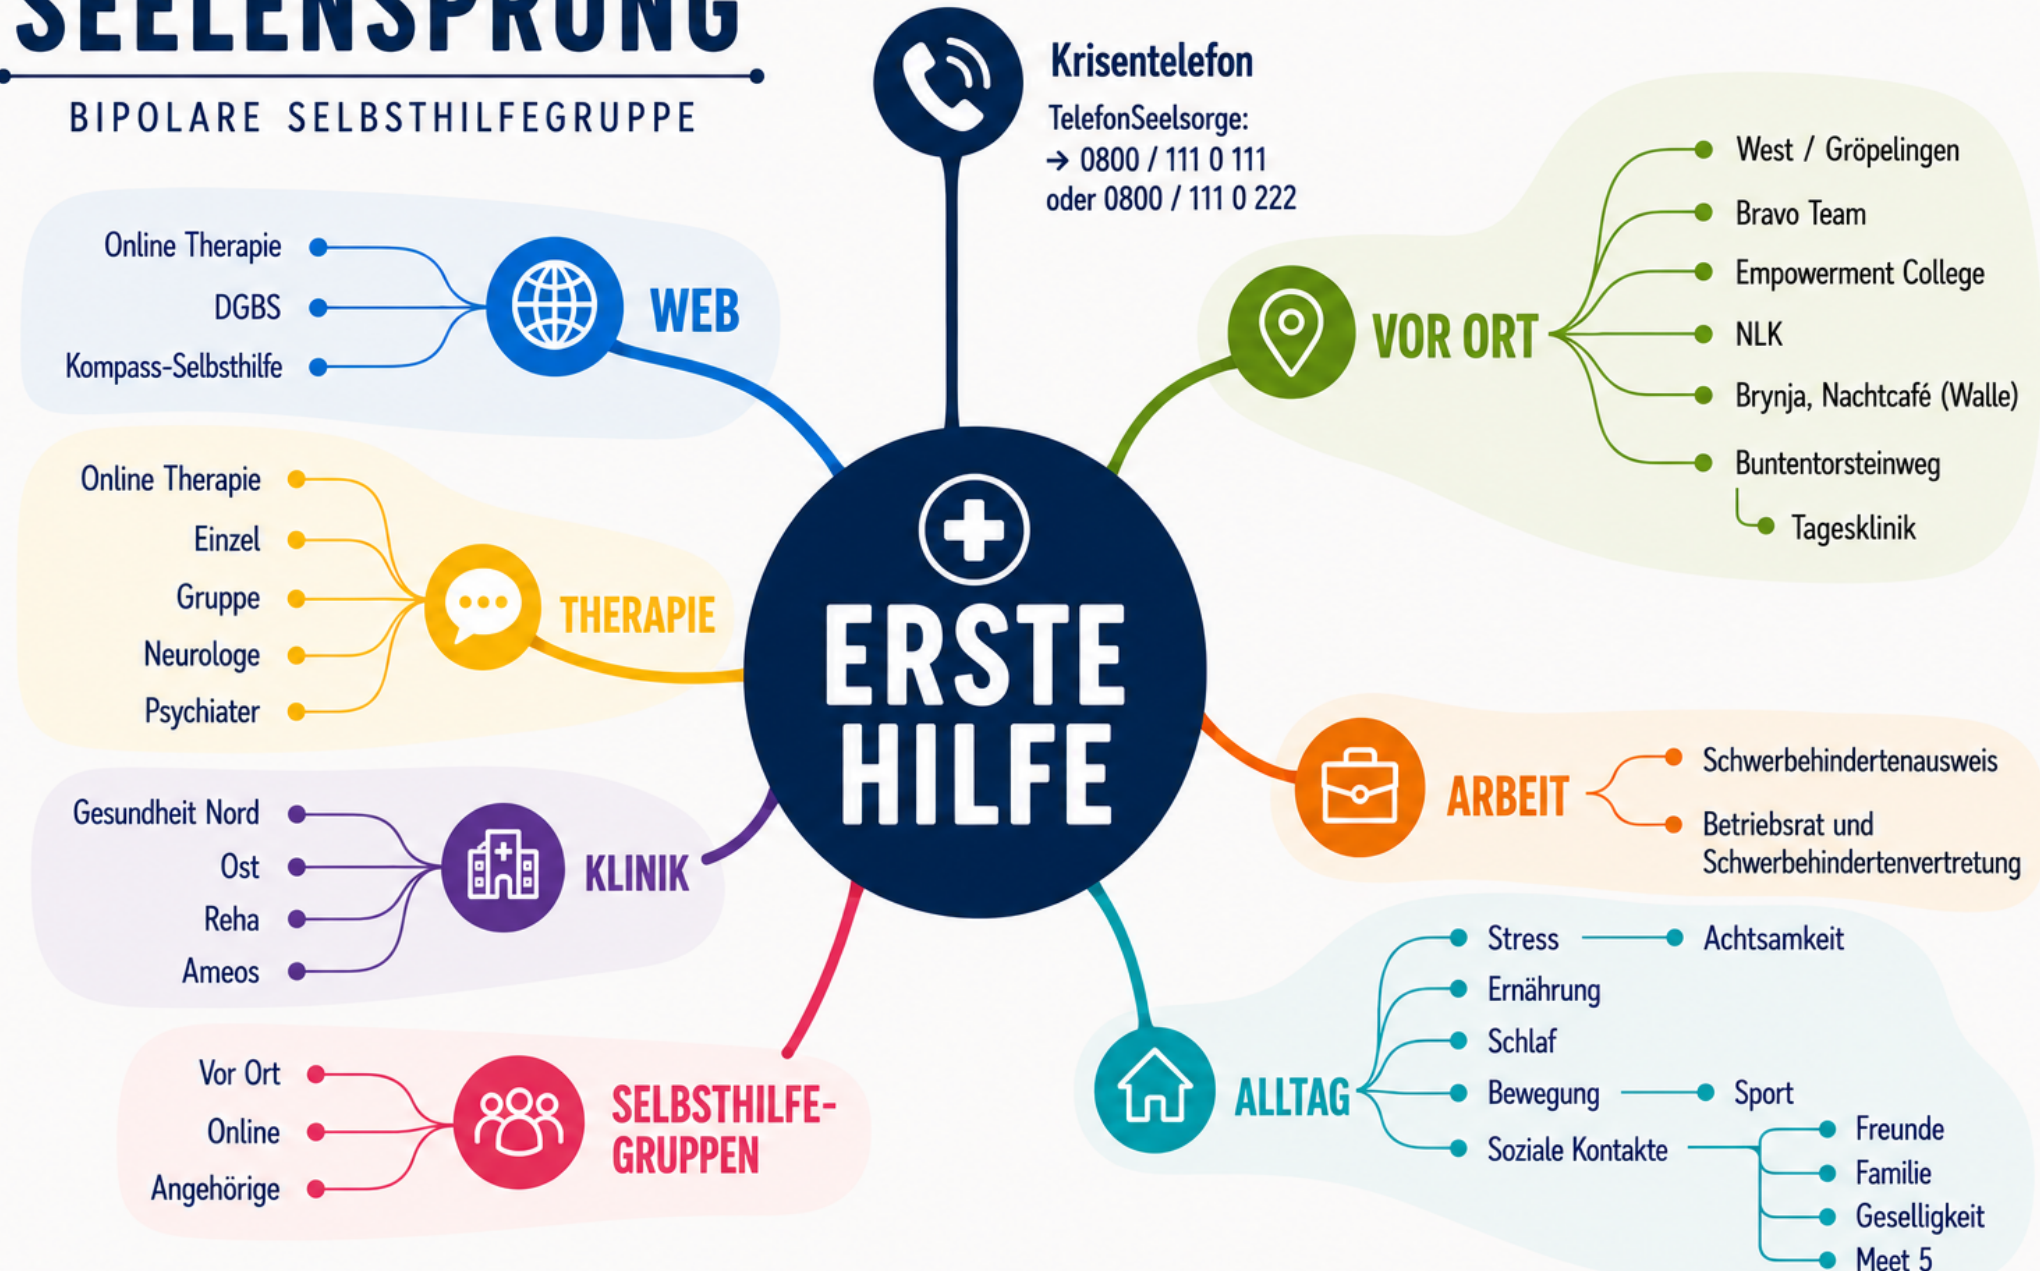 SEELENSPRUNG
BIPOLARE SELBSTHILFEGRUPPE
Krisentelefon
TelefonSeelsorge:
→ 0800 / 111 0 111
oder 0800 / 111 0 222
WEB
Online Therapie
DGBS
Kompass-Selbsthilfe
THERAPIE
Online Therapie
Einzel
Gruppe
Neurologe
Psychiater
KLINIK
Gesundheit Nord
Ost
Reha
Ameos
SELBSTHILFE-
GRUPPEN
Vor Ort
Online
Angehörige
ERSTE
HILFE
VOR ORT
West / Gröpelingen
Bravo Team
Empowerment College
NLK
Brynja, Nachtcafé (Walle)
Buntentorsteinweg
Tagesklinik
ARBEIT
Schwerbehindertenausweis
Betriebsrat und
Schwerbehindertenvertretung
ALLTAG
Stress
Achtsamkeit
Ernährung
Schlaf
Bewegung
Sport
Soziale Kontakte
Freunde
Familie
Geselligkeit
Meet 5